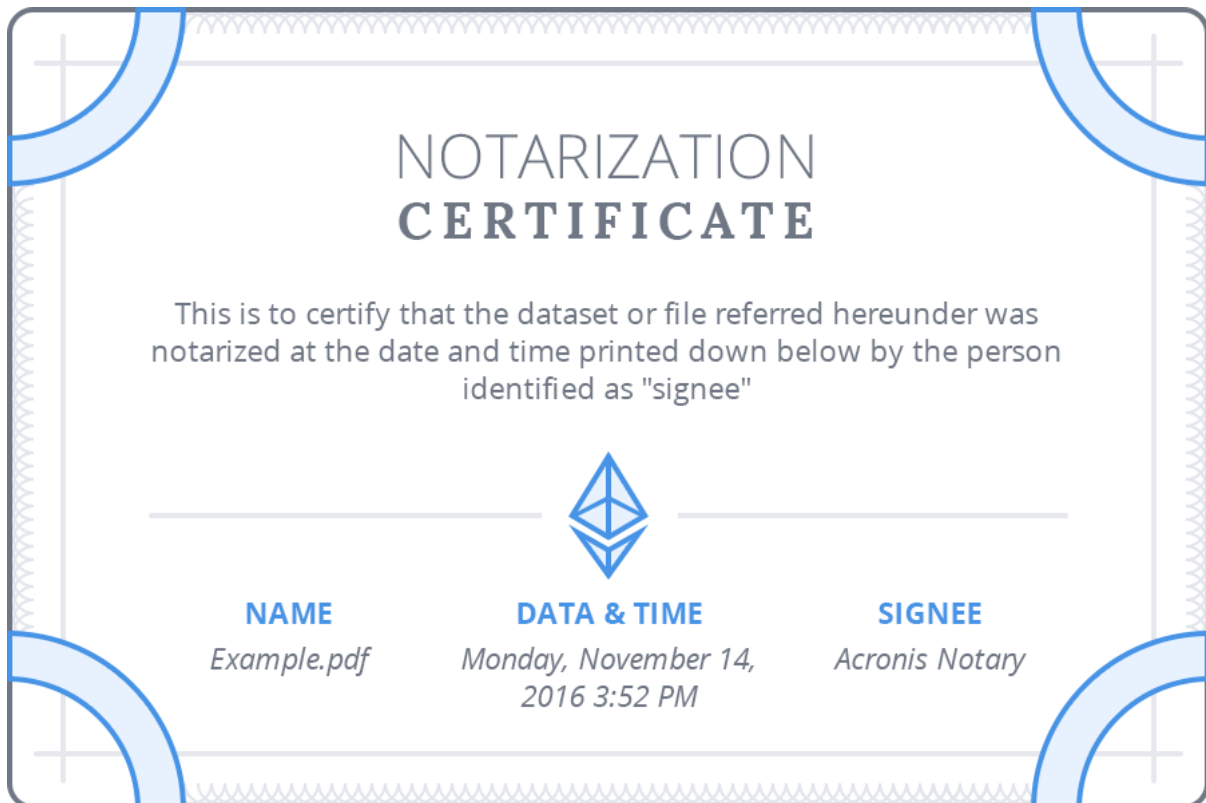 NOTARIZATION
CERTIFICATE
This is to certify that the dataset or file referred hereunder was
notarized at the date and time printed down below by the person
identified as "signee"
NAME
Example.pdf
DATA & TIME
Monday, November 14,
2016 3:52 PM
SIGNEE
Acronis Notary